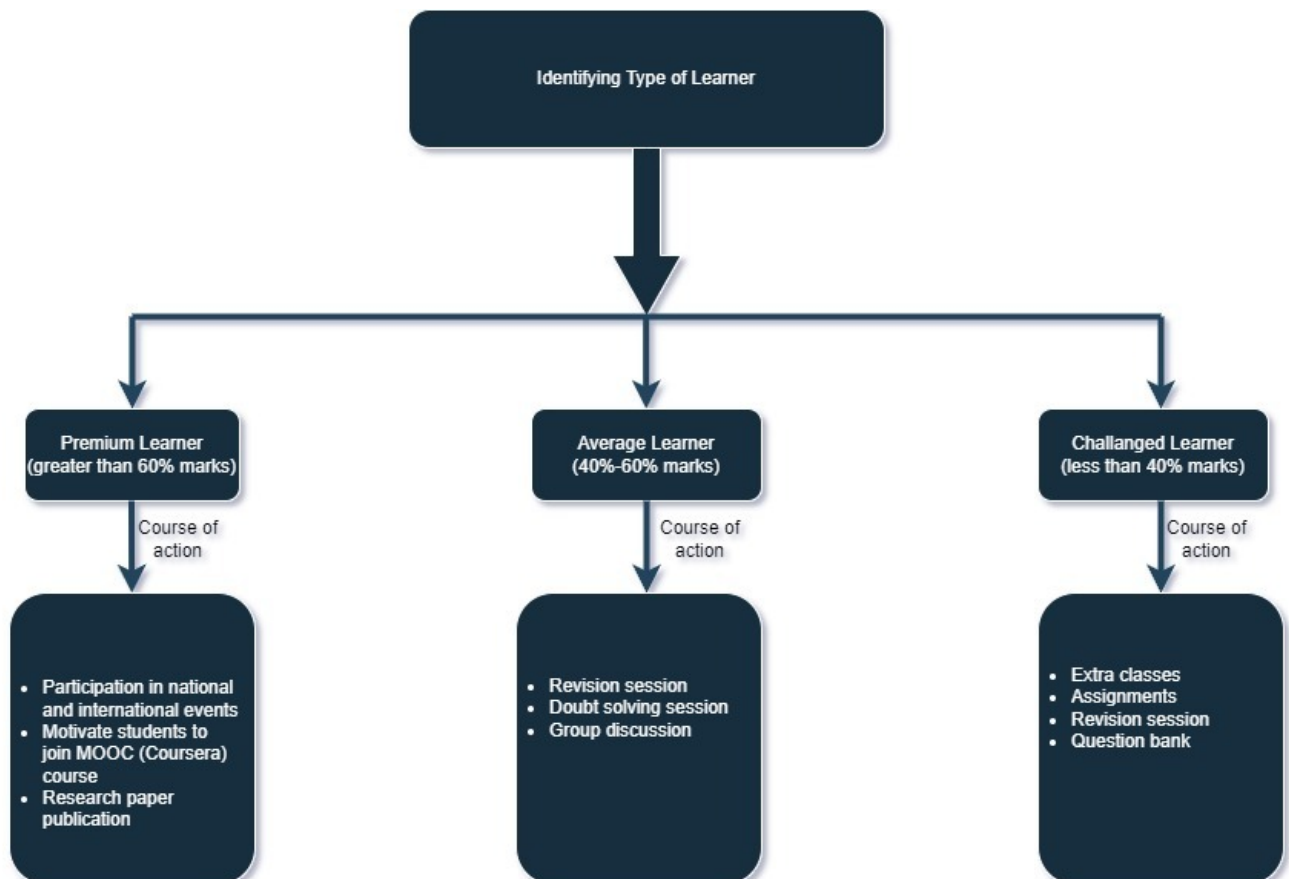 Identifying Type of Learner
Premium Learner
(greater than 60% marks)
Course of
action
• Participation in national
and international events
• Motivate students to
join MOOC (Coursera)
course
• Research paper
publication
Average Learner
(40%-60% marks)
Course of
action
• Revision session
• Doubt solving session
• Group discussion
Challanged Learner
(less than 40% marks)
Course of
action
• Extra classes
• Assignments
• Revision session
• Question bank